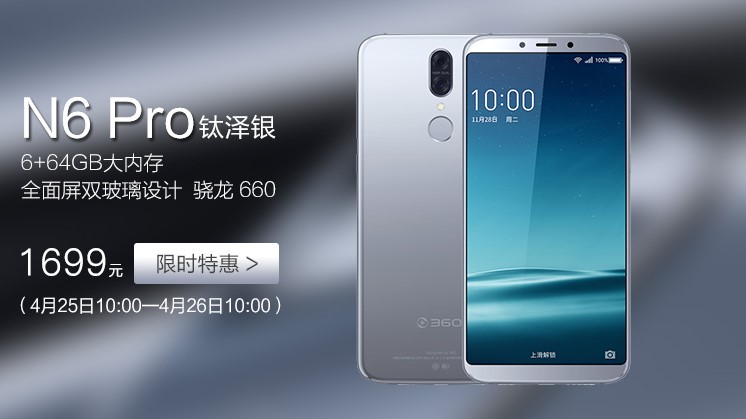 N6 Pro 钛泽银
6+64GB大内存
全面屏双玻璃设计 骁龙 660
1699元 限时特惠 >
( 4月25日10:00—4月26日10:00 )
360
100%
10:00
11月28日 周二
上滑解锁